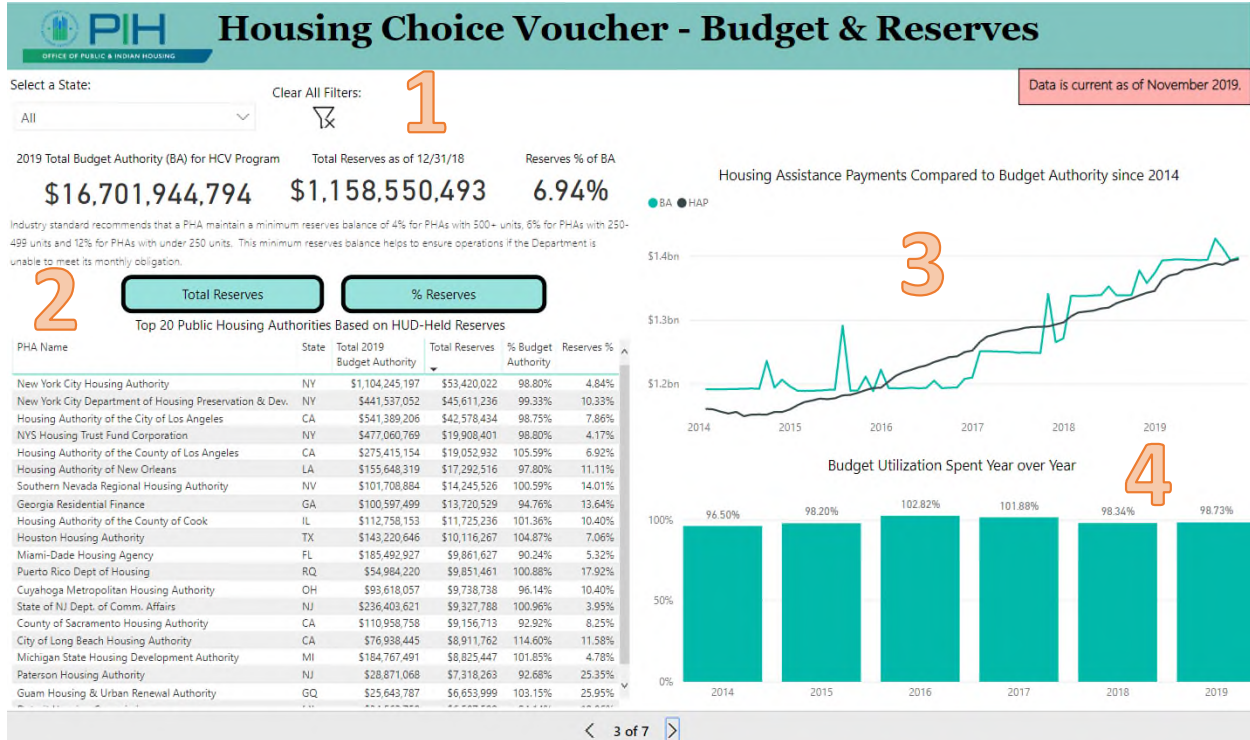 PIH
OFFICE OF PUBLIC & INDIAN HOUSING
Housing Choice Voucher - Budget & Reserves
Select a State:
All
Clear All Filters:
1
Data is current as of November 2019.
2019 Total Budget Authority (BA) for HCV Program
$16,701,944,794
Total Reserves as of 12/31/18
$1,158,550,493
Reserves % of BA
6.94%
Industry standard recommends that a PHA maintain a minimum reserves balance of 4% for PHAs with 500+ units, 6% for PHAs with 250-
499 units and 12% for PHAs with under 250 units. This minimum reserves balance helps to ensure operations if the Department is
unable to meet its monthly obligation.
2
Total Reserves
% Reserves
Top 20 Public Housing Authorities Based on HUD-Held Reserves
PHA Name State Total 2019 Budget Authority Total Reserves % Budget Authority Reserves %
New York City Housing Authority NY $1,104,245,197 $53,420,022 98.80% 4.84%
New York City Department of Housing Preservation & Dev. NY $441,537,052 $45,611,236 99.33% 10.33%
Housing Authority of the City of Los Angeles CA $541,389,206 $42,578,434 98.75% 7.86%
NYS Housing Trust Fund Corporation NY $477,060,769 $19,908,401 98.80% 4.17%
Housing Authority of the County of Los Angeles CA $275,415,154 $19,052,932 105.59% 6.92%
Housing Authority of New Orleans LA $155,648,319 $17,292,516 97.80% 11.11%
Southern Nevada Regional Housing Authority NV $101,708,884 $14,245,526 100.59% 14.01%
Georgia Residential Finance GA $100,597,499 $13,720,529 94.76% 13.64%
Housing Authority of the County of Cook IL $112,758,153 $11,725,236 101.36% 10.40%
Houston Housing Authority TX $143,220,646 $10,116,267 104.87% 7.06%
Miami-Dade Housing Agency FL $185,492,927 $9,861,627 90.24% 5.32%
Puerto Rico Dept of Housing RQ $54,984,220 $9,851,461 100.88% 17.92%
Cuyahoga Metropolitan Housing Authority OH $93,618,057 $9,738,738 96.14% 10.40%
State of NJ Dept. of Comm. Affairs NJ $236,403,621 $9,327,788 100.96% 3.95%
County of Sacramento Housing Authority CA $110,958,758 $9,156,713 92.92% 8.25%
City of Long Beach Housing Authority CA $76,938,445 $8,911,762 114.60% 11.58%
Michigan State Housing Development Authority MI $184,767,491 $8,825,447 101.85% 4.78%
Paterson Housing Authority NJ $28,871,068 $7,318,263 92.68% 25.35%
Guam Housing & Urban Renewal Authority GQ $25,643,787 $6,653,999 103.15% 25.95%
Housing Assistance Payments Compared to Budget Authority since 2014
BA HAP
3
$1.4bn
$1.3bn
$1.2bn
2014 2015 2016 2017 2018 2019
Budget Utilization Spent Year over Year
4
96.50% 98.20% 102.82% 101.88% 98.34% 98.73%
100%
50%
0%
2014 2015 2016 2017 2018 2019
3 of 7